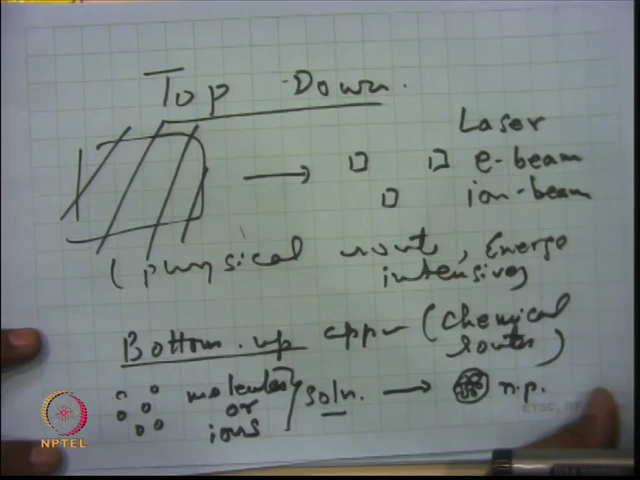 Top Down.
Laser
e-beam
ion-beam
(physical route, Energy
intensive)
Bottom-up appr (chemical
routes)
molecules
or
ions
soln. → n.p.
NPTEL